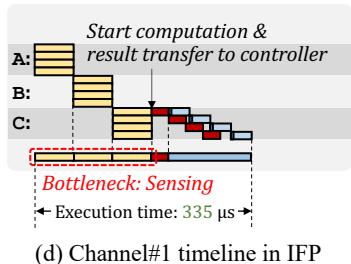 Start computation &
result transfer to controller
A:
B:
C:
Bottleneck: Sensing
Execution time: 335 μs
(d) Channel#1 timeline in IFP